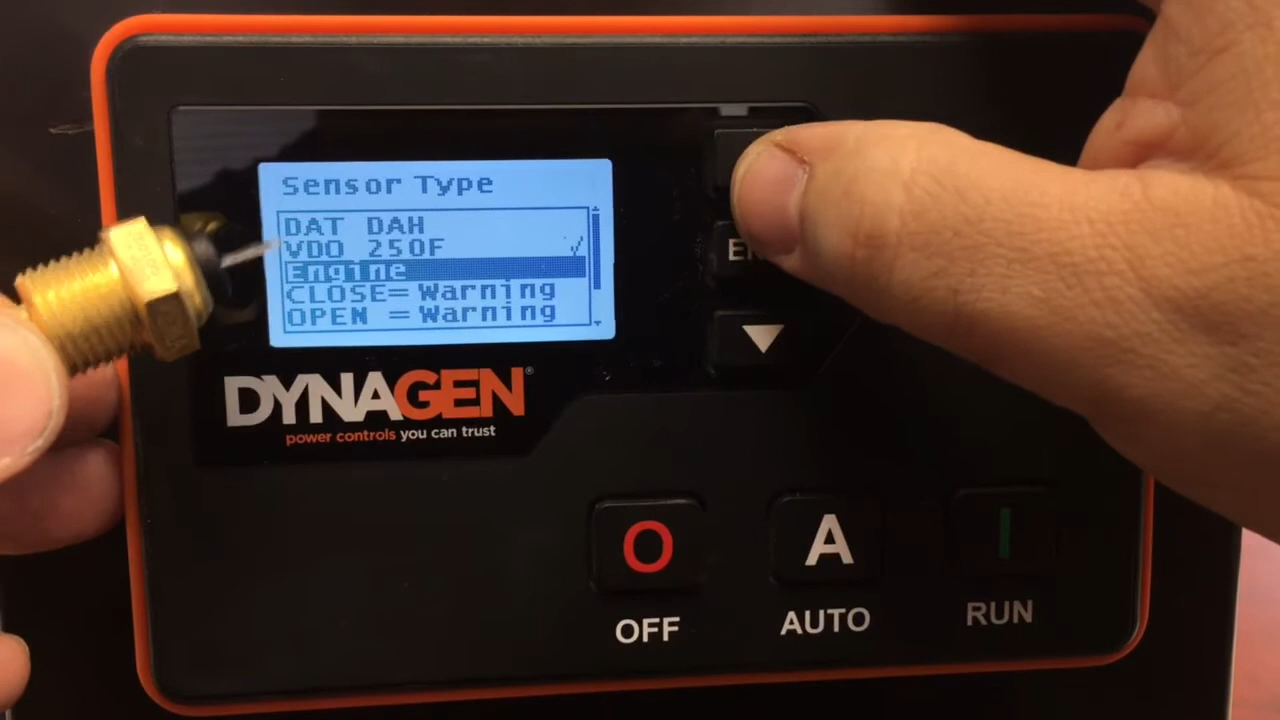 Sensor Type
DAT DAH
VDO 250F
Engine
CLOSE= Warning
OPEN = Warning
DYNAGEN®
power controls you can trust
O
A
I
OFF
AUTO
RUN